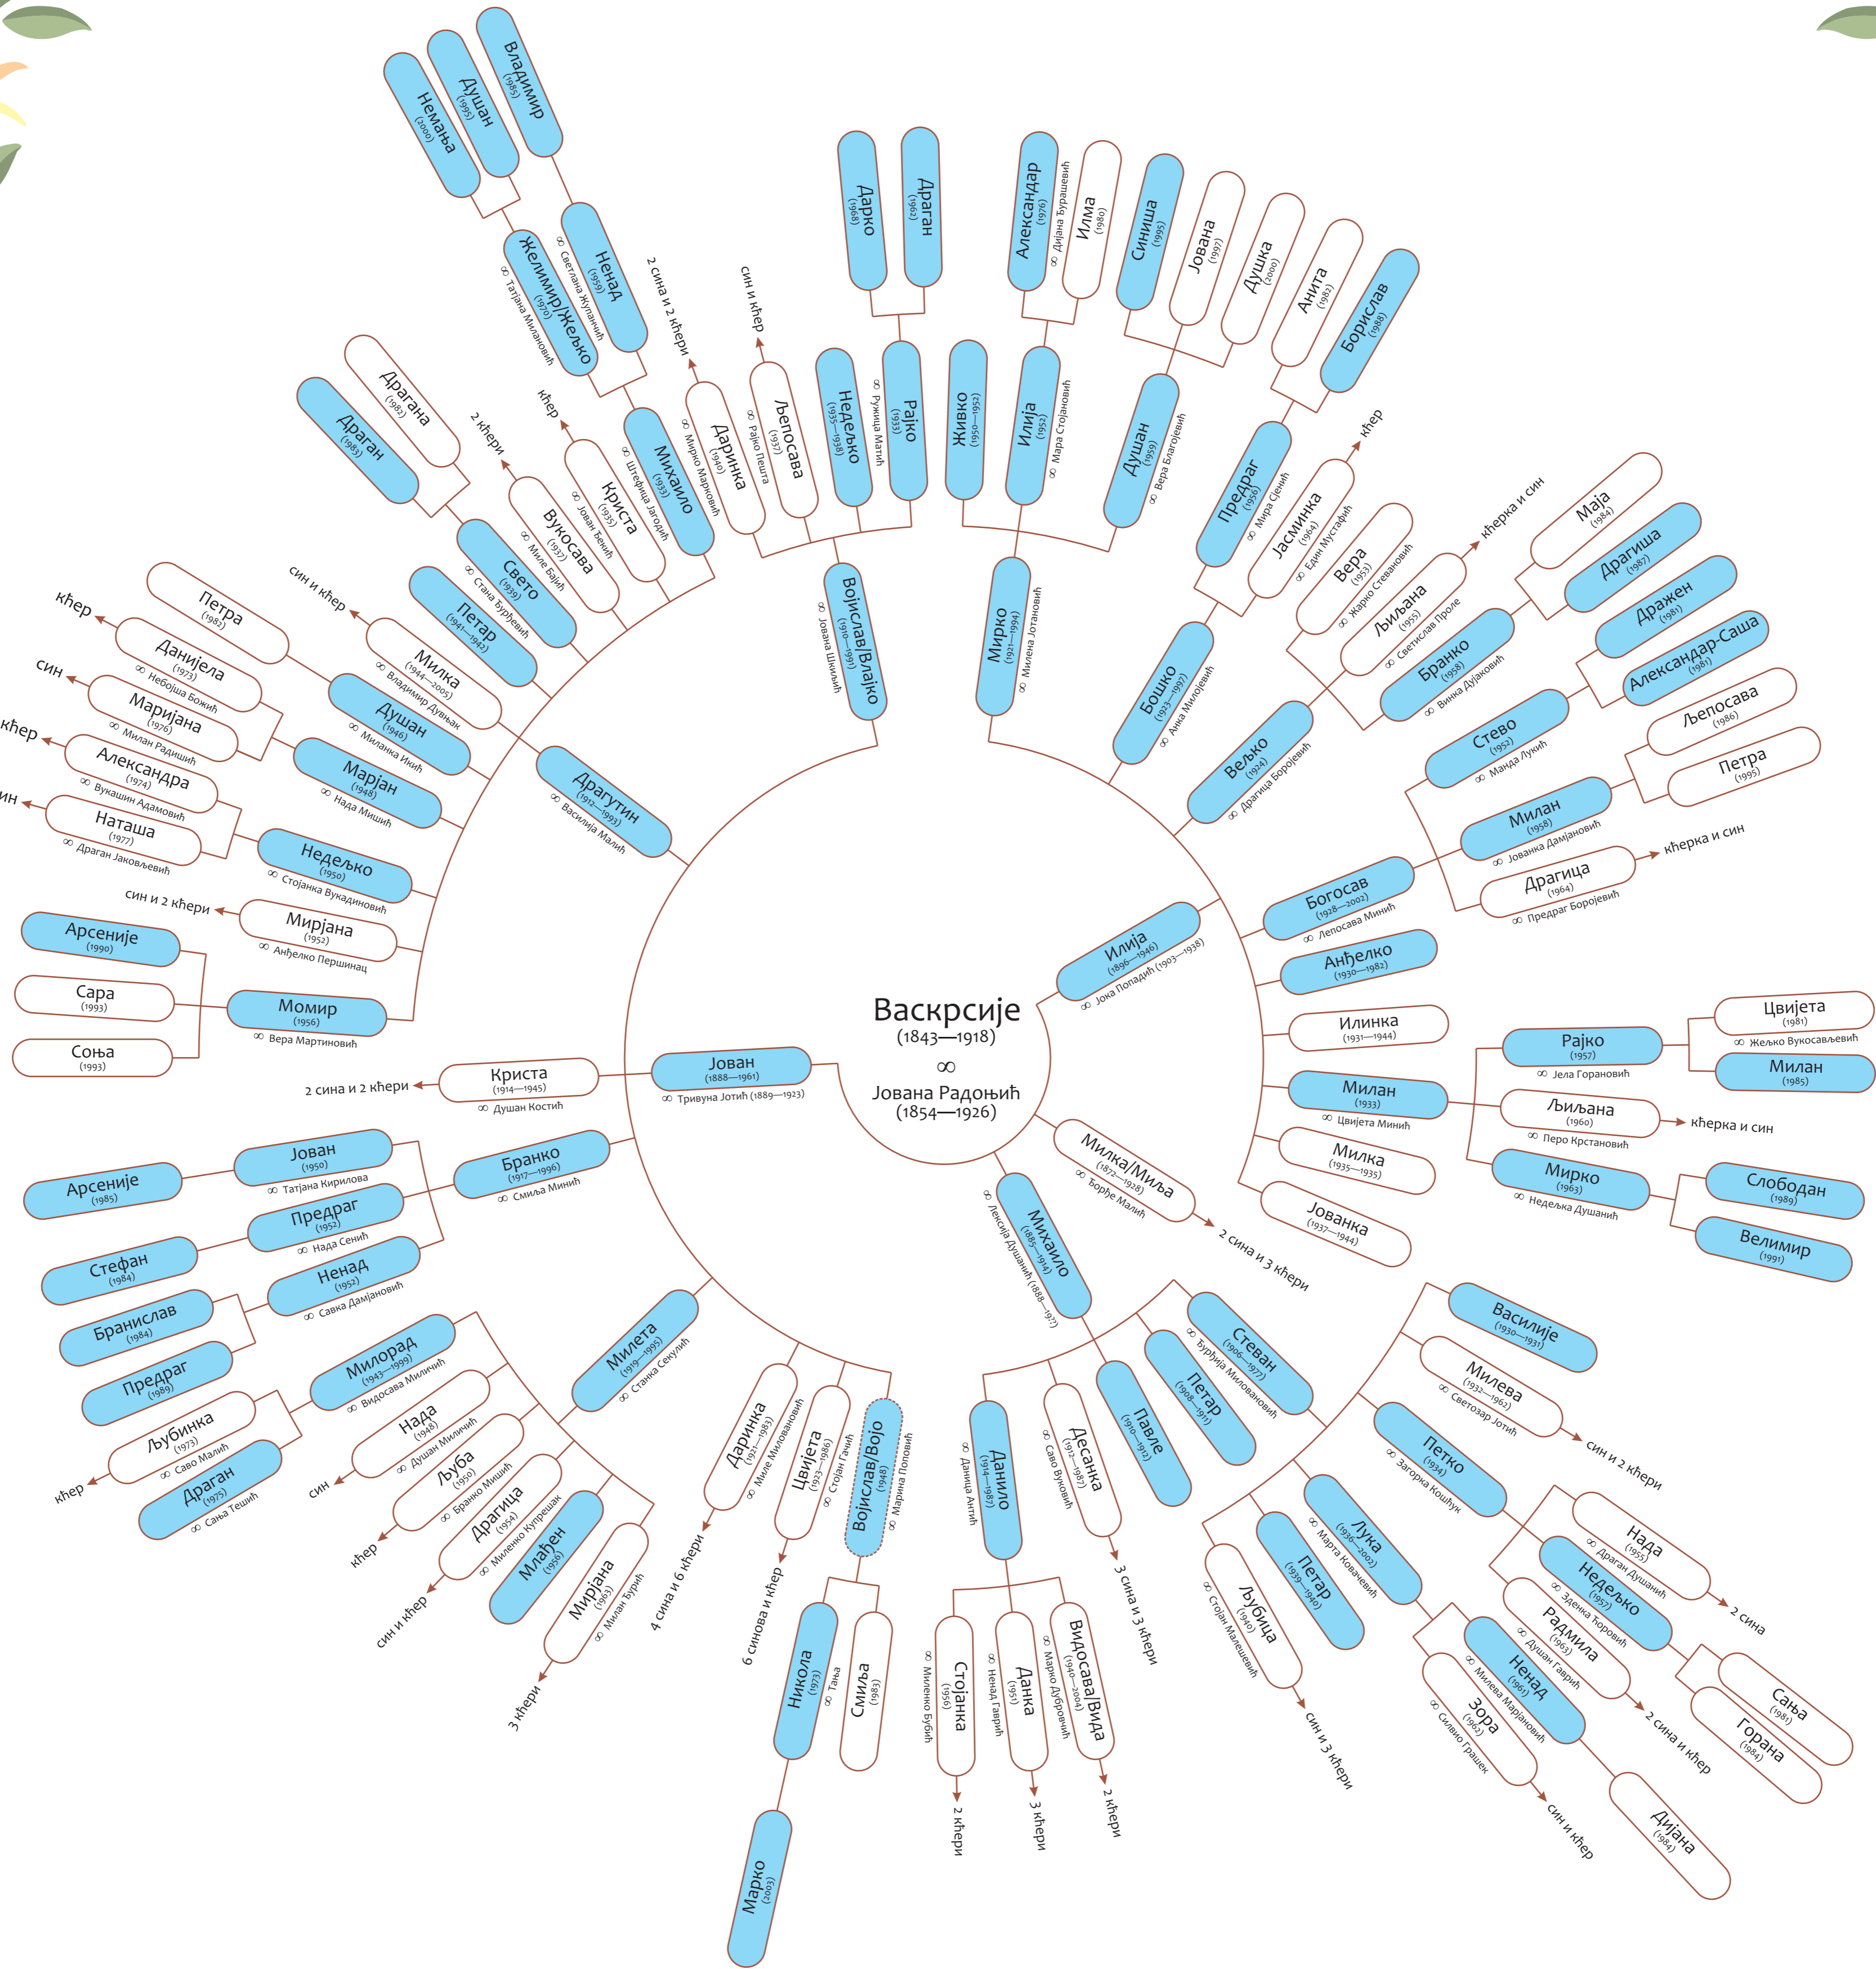 Васкрсије
(1843—1918)
∞
Јована Радоњић
(1854—1926)
Илија
(1896—1946)
∞ Јока Попадић (1903—1938)
Мирко
(1921—1994)
∞ Милена Јотановић
Живко
(1950—1952)
Илија
(1952)
∞ Мара Стојановић
Александар
(1976)
∞ Дијана Ђурашевић
Илма
(1980)
Душан
(1959)
∞ Вера Благојевић
Синиша
(1995)
Јована
(1997)
Душка
(2000)
Бошко
(1923—1997)
∞ Анка Милојевић
Предраг
(1956)
∞ Мира Сјенић
Анита
(1982)
Борислав
(1988)
Јасминка
(1964)
∞ Един Мустафић
кћер
Вељко
(1924)
∞ Драгица Боројевић
Вера
(1953)
∞ Жарко Стевановић
Љиљана
(1955)
∞ Светислав Проле
кћерка и син
Бранко
(1958)
∞ Винка Дујаковић
Маја
(1984)
Драгиша
(1987)
Богосав
(1928—2002)
∞ Лепосава Минић
Стево
(1952)
∞ Манда Лукић
Дражен
(1981)
Александар-Саша
(1981)
Милан
(1958)
∞ Јованка Дамјановић
Љепосава
(1986)
Петра
(1995)
Драгица
(1964)
∞ Предраг Боројевић
кћерка и син
Анђелко
(1930—1982)
Илинка
(1931—1944)
Милан
(1933)
∞ Цвијета Минић
Рајко
(1957)
∞ Јела Горановић
Цвијета
(1981)
∞ Жељко Вукосављевић
Милан
(1985)
Љиљана
(1960)
∞ Перо Крстановић
кћерка и син
Мирко
(1963)
∞ Недељка Душанић
Слободан
(1989)
Велимир
(1991)
Милка
(1935—1935)
Јованка
(1937—1944)
Милка/Миља
(1872—1928)
∞ Ђорђе Малић
2 сина и 3 кћери
Михаило
(1885—1914)
∞ Лексија Душанић (1888—19??)
Стеван
(1906—1977)
∞ Ђурђија Миловановић
Василије
(1930—1931)
Милева
(1932—1962)
∞ Светозар Јотић
син и 2 кћери
Петко
(1934)
∞ Загорка Кошћук
Нада
(1955)
∞ Драган Душанић
2 сина
Недељко
(1957)
∞ Зденка Ћоровић
Сања
(1981)
Горана
(1984)
Радмила
(1963)
∞ Душан Гаврић
2 сина и кћер
Лука
(1936—2002)
∞ Марта Ковачевић
Ненад
(1961)
∞ Милева Марјановић
Дијана
(1984)
Зора
(1962)
∞ Силвио Грашек
син и кћер
Петар
(1939—1940)
Љубица
(1940)
∞ Стојан Малешевић
син и 3 кћери
Петар
(1908—1911)
Павле
(1910—1912)
Десанка
(1912—1987)
∞ Саво Вуковић
3 сина и 3 кћери
Данило
(1914—1987)
∞ Даница Антић
Видосава/Вида
(1940—2004)
∞ Марко Дубровчић
2 кћери
Данка
(1951)
∞ Ненад Гаврић
3 кћери
Стојанка
(1956)
∞ Миленко Бубић
2 кћери
Јован
(1888—1961)
∞ Тривуна Јотић (1889—1923)
Војислав/Влајко
(1910—1991)
∞ Јована Шкиљић
Рајко
(1933)
∞ Ружица Матић
Дарко
(1968)
Драган
(1962)
Недељко
(1935—1938)
Љепосава
(1937)
∞ Рајко Пешта
син и кћер
Даринка
(1940)
∞ Мирко Марковић
2 сина и 2 кћери
Драгутин
(1912—1993)
∞ Василија Малић
Михаило
(1933)
∞ Штефица Јагодић
Ненад
(1959)
∞ Светлана Жупанчић
Владимир
(1985)
Желимир/Жељко
(1970)
∞ Татјана Милановић
Душан
(1995)
Немања
(2000)
Криста
(1935)
∞ Јован Ђенић
кћер
Вукосава
(1937)
∞ Миле Бајић
2 кћери
Свето
(1939)
∞ Стана Ђурђевић
Драгана
(1982)
Драган
(1983)
Петар
(1941—1942)
Милка
(1944—2005)
∞ Владимир Дувњак
син и кћер
Душан
(1946)
∞ Миланка Икић
Петра
(1982)
Марјан
(1948)
∞ Нада Мишић
Данијела
(1973)
∞ Небојша Божић
кћер
Маријана
(1976)
∞ Милан Радишић
син
Недељко
(1950)
∞ Стојанка Вукадиновић
Александра
(1974)
∞ Вукашин Адамовић
кћер
Наташа
(1977)
∞ Драган Јаковљевић
ин
Мирјана
(1952)
∞ Анђелко Першинац
син и 2 кћери
Момир
(1956)
∞ Вера Мартиновић
Арсеније
(1990)
Сара
(1993)
Соња
(1993)
Криста
(1914—1945)
∞ Душан Костић
2 сина и 2 кћери
Бранко
(1917—1996)
∞ Смиља Минић
Јован
(1950)
∞ Татјана Кирилова
Арсеније
(1985)
Предраг
(1952)
∞ Нада Сенић
Стефан
(1984)
Ненад
(1952)
∞ Савка Дамјановић
Бранислав
(1984)
Предраг
(1989)
Милета
(1919—1995)
∞ Станка Секулић
Милорад
(1943—1999)
∞ Видосава Миличић
Љубинка
(1973)
∞ Саво Малић
кћер
Драган
(1975)
∞ Сања Тешић
Нада
(1948)
∞ Душан Миличић
син
Љуба
(1950)
∞ Бранко Мишић
кћер
Драгица
(1954)
∞ Миленко Купрешак
син и кћер
Млађен
(1956)
Мирјана
(1963)
∞ Милан Ђурић
3 кћери
Даринка
(1921—1983)
∞ Миле Миловановић
4 сина и 6 кћери
Цвијета
(1923—1986)
∞ Стојан Гачић
6 синова и кћер
Војислав/Војо
(1948)
∞ Марина Поповић
Никола
(1973)
∞ Тања
Марко
(2003)
Смиља
(1983)